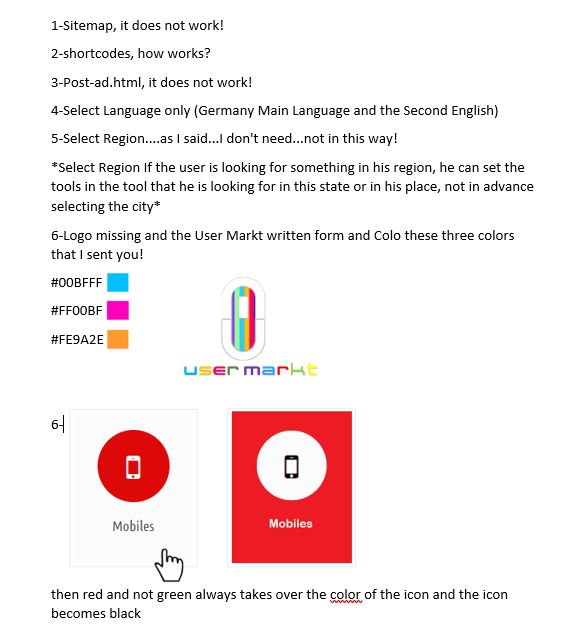 1-Sitemap, it does not work!
2-shortcodes, how works?
3-Post-ad.html, it does not work!
4-Select Language only (Germany Main Language and the Second English)
5-Select Region....as I said...I don't need...not in this way!
*Select Region If the user is looking for something in his region, he can set the
tools in the tool that he is looking for in this state or in his place, not in advance
selecting the city*
6-Logo missing and the User Markt written form and Colo these three colors
that I sent you!
#00BFFF
#FF00BF
#FE9A2E
user markt
6-
Mobiles
Mobiles
then red and not green always takes over the color of the icon and the icon
becomes black